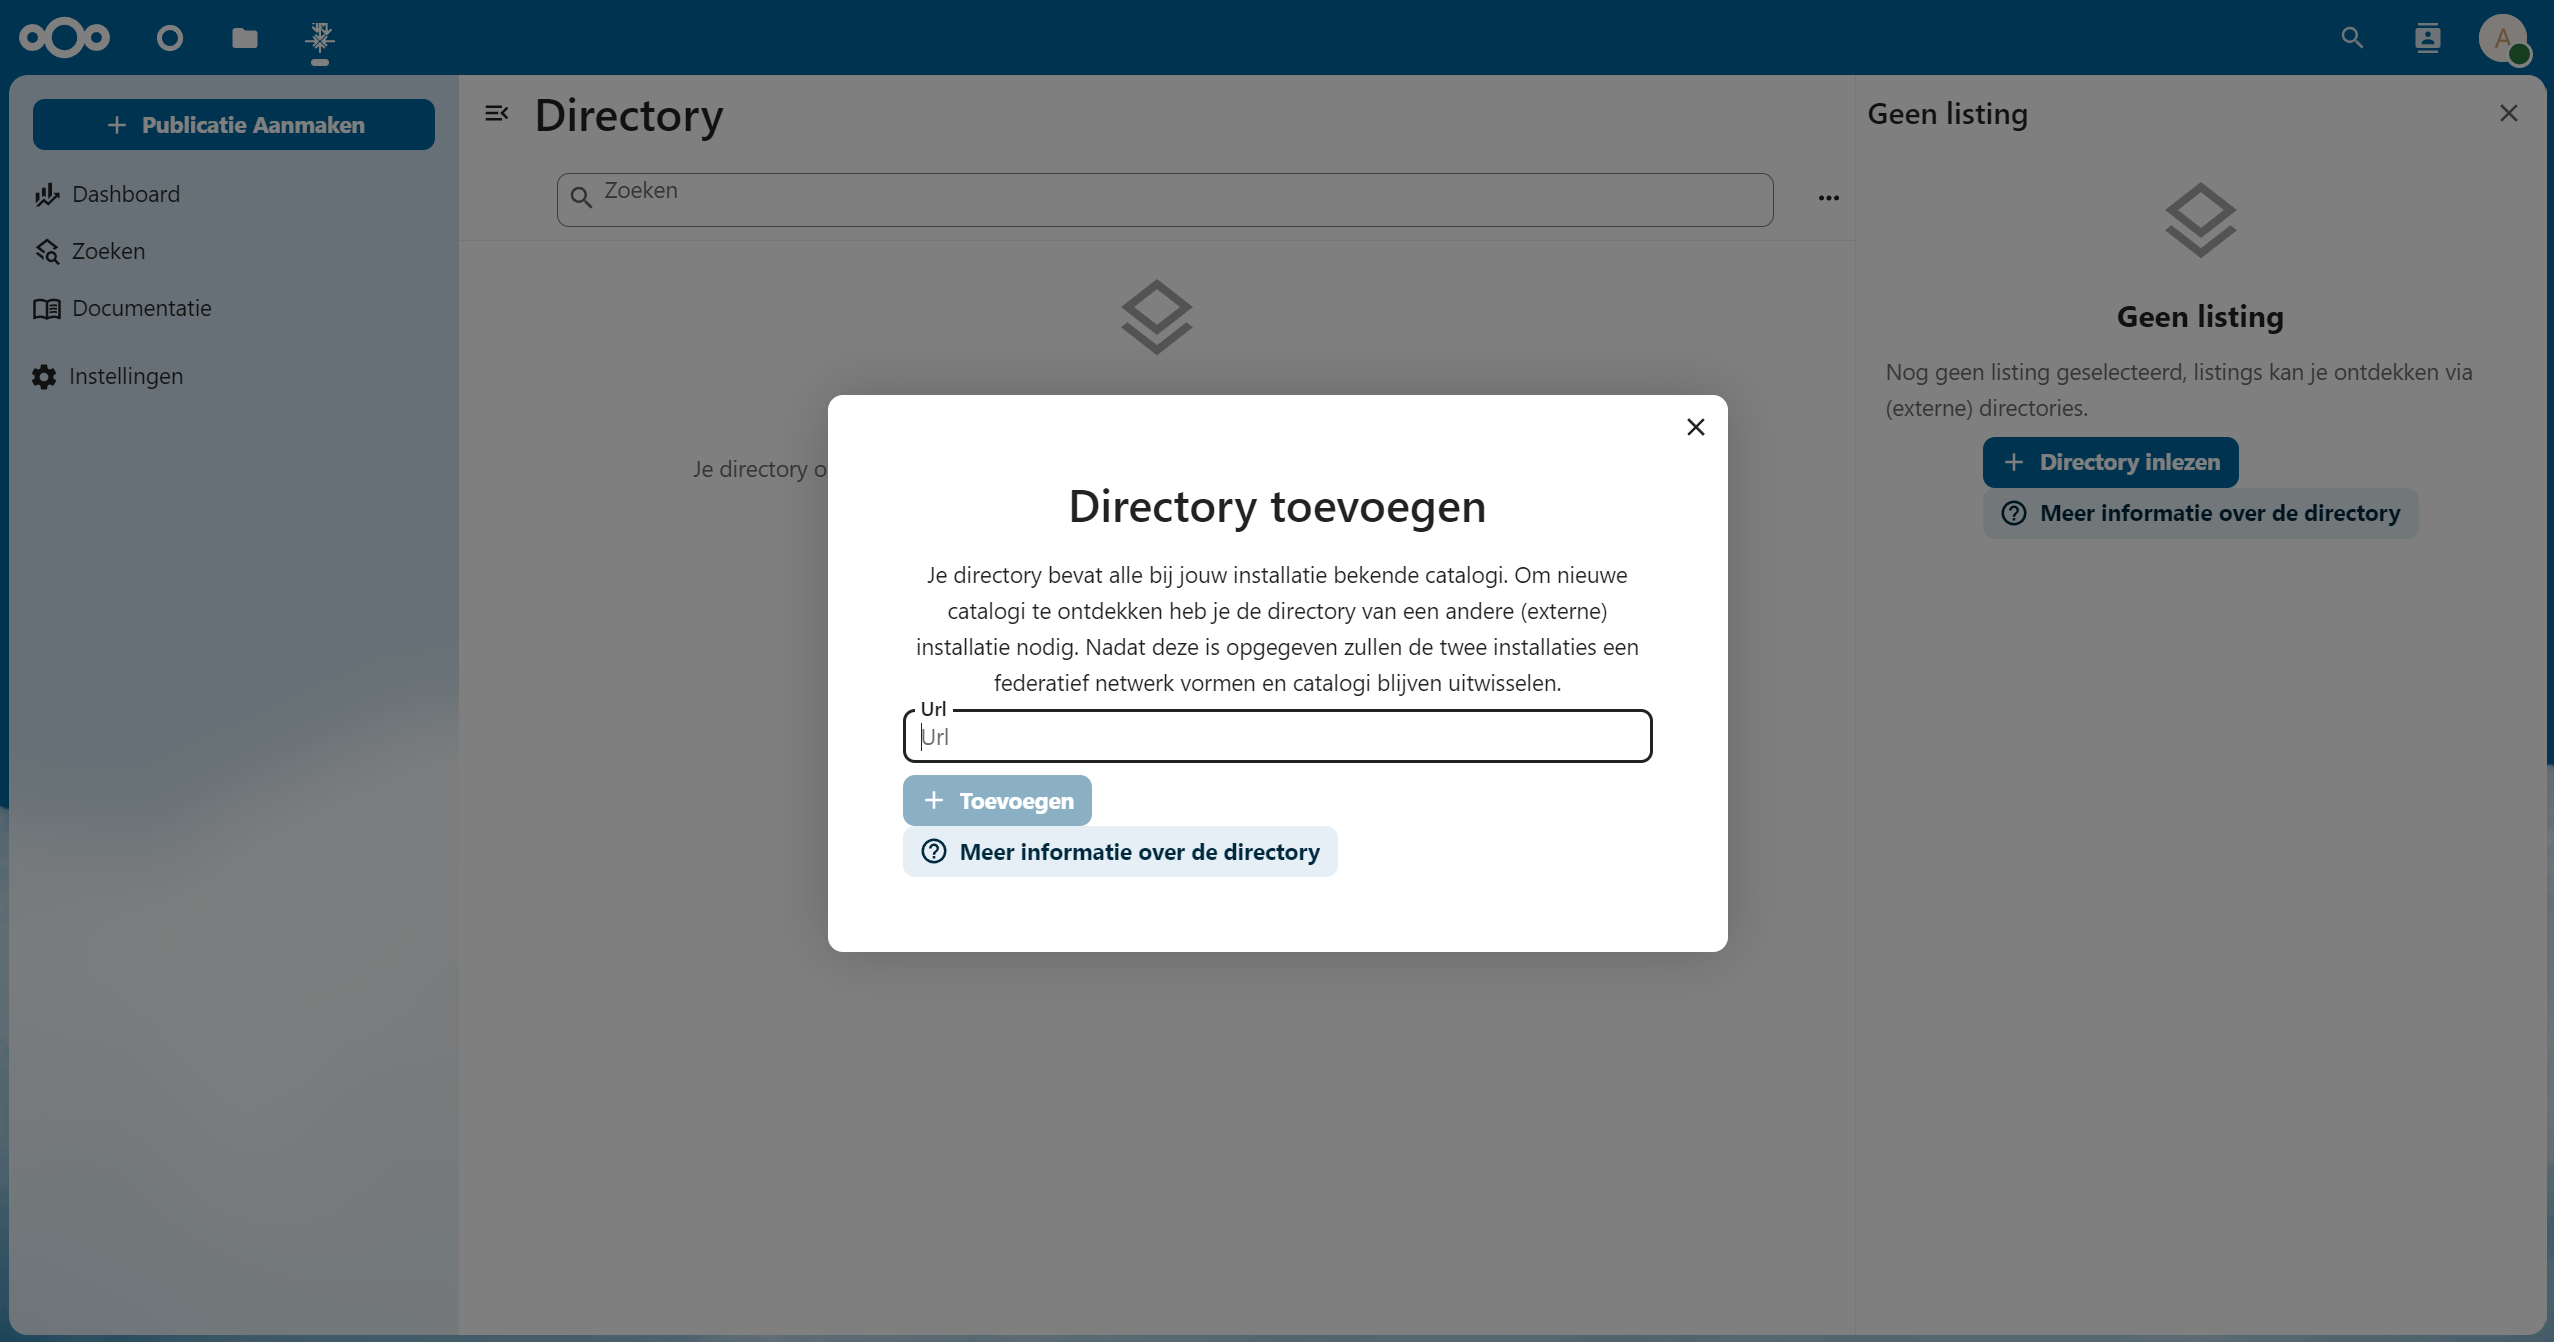 A
Publicatie Aanmaken
Dashboard
Zoeken
Documentatie
Instellingen
Directory
Zoeken
Je directory o
Directory toevoegen
Je directory bevat alle bij jouw installatie bekende catalogi. Om nieuwe
catalogi te ontdekken heb je de directory van een andere (externe)
installatie nodig. Nadat deze is opgegeven zullen de twee installaties een
federatief netwerk vormen en catalogi blijven uitwisselen.
Url
Url
Toevoegen
Meer informatie over de directory
Geen listing
Geen listing
Nog geen listing geselecteerd, listings kan je ontdekken via
(externe) directories.
Directory inlezen
Meer informatie over de directory